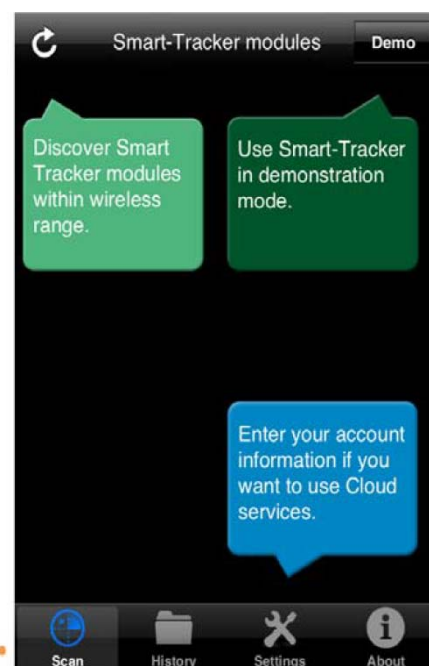 Smart-Tracker modules
Demo
Discover Smart
Tracker modules
within wireless
range.
Use Smart-Tracker
in demonstration
mode.
Enter your account
information if you
want to use Cloud
services.
Scan
History
Settings
About